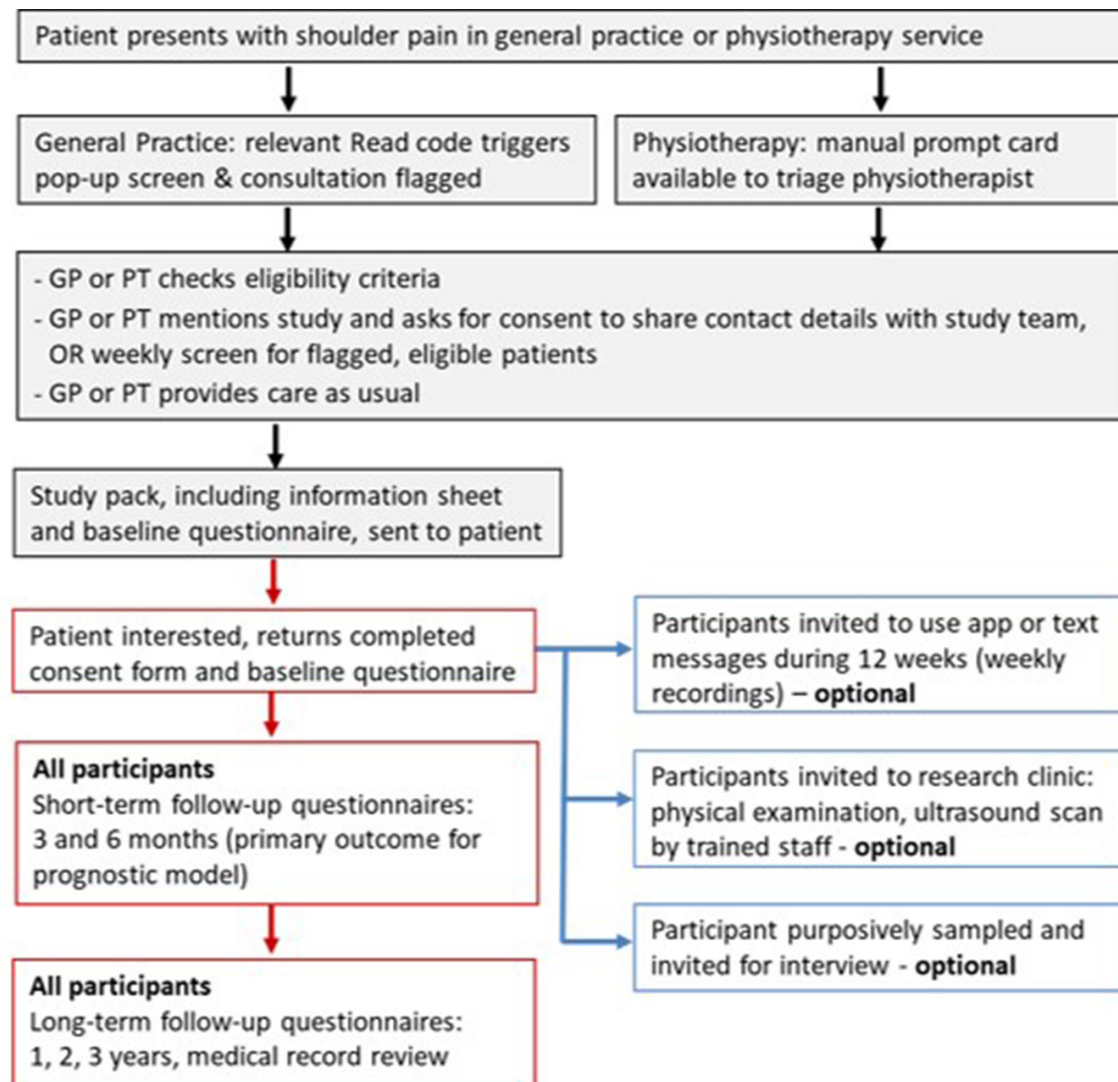 Patient presents with shoulder pain in general practice or physiotherapy service
General Practice: relevant Read code triggers
pop-up screen & consultation flagged
Physiotherapy: manual prompt card
available to triage physiotherapist
- GP or PT checks eligibility criteria
- GP or PT mentions study and asks for consent to share contact details with study team,
OR weekly screen for flagged, eligible patients
- GP or PT provides care as usual
Study pack, including information sheet
and baseline questionnaire, sent to patient
Patient interested, returns completed
consent form and baseline questionnaire
Participants invited to use app or text
messages during 12 weeks (weekly
recordings) – optional
All participants
Short-term follow-up questionnaires:
3 and 6 months (primary outcome for
prognostic model)
Participants invited to research clinic:
physical examination, ultrasound scan
by trained staff - optional
Participant purposively sampled and
invited for interview - optional
All participants
Long-term follow-up questionnaires:
1, 2, 3 years, medical record review